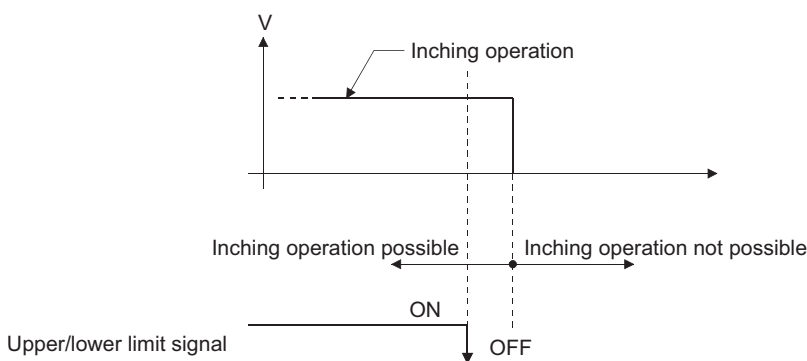 V
Inching operation
Inching operation possible
Inching operation not possible
ON
Upper/lower limit signal
OFF